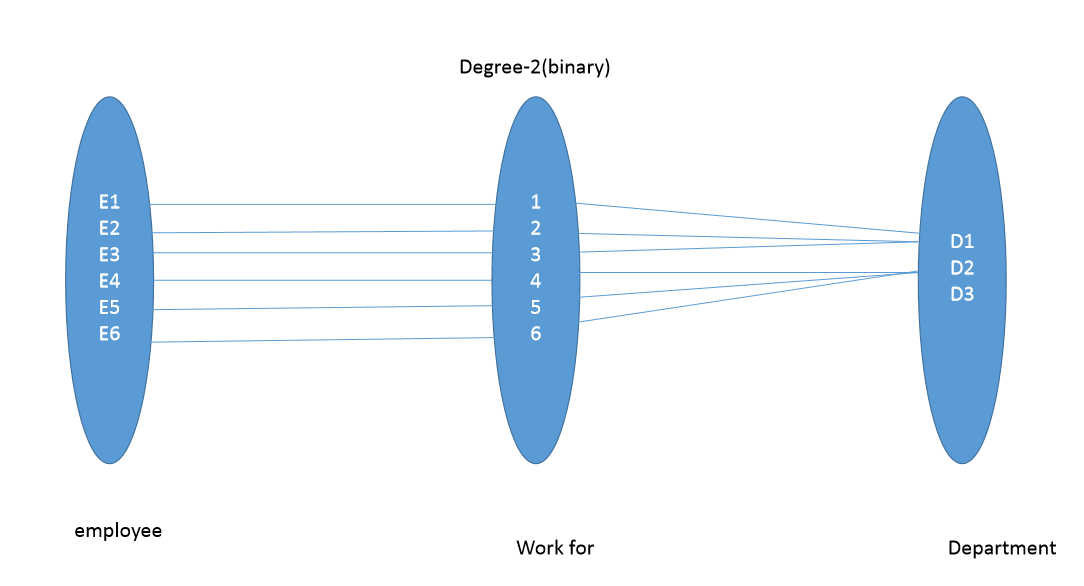 Degree-2(binary)
E1
E2
E3
E4
E5
E6
1
2
3
4
5
6
D1
D2
D3
employee
Work for
Department